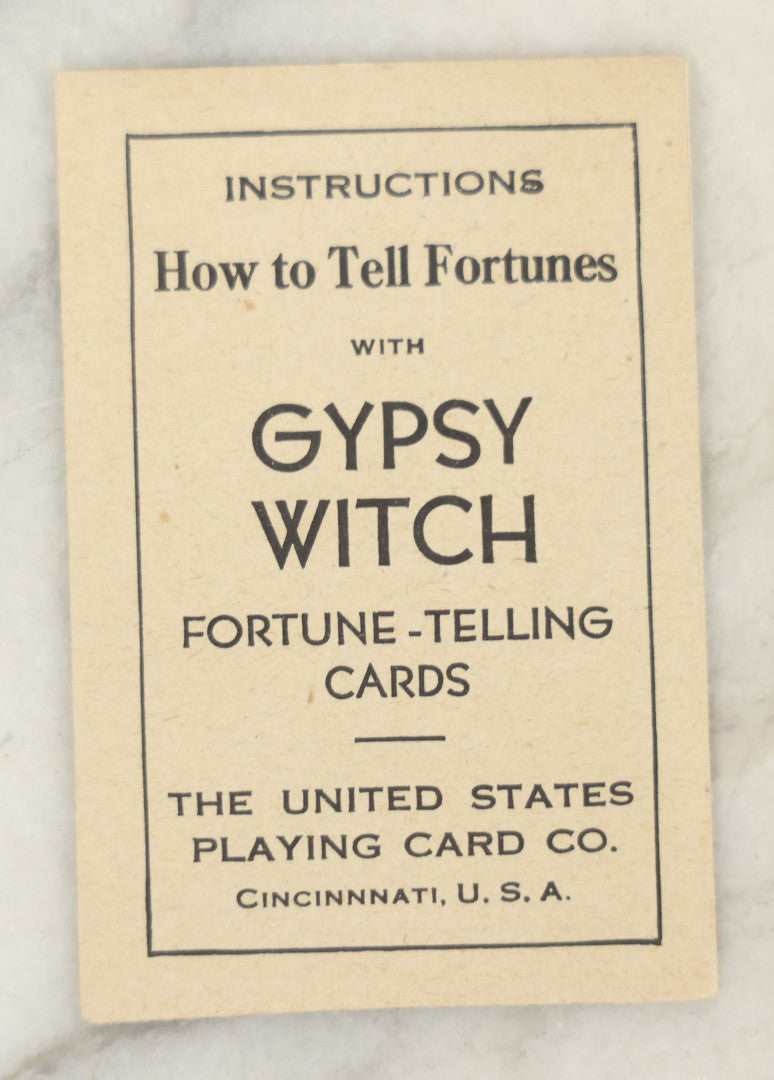 INSTRUCTIONS
How to Tell Fortunes
WITH
GYPSY
WITCH
FORTUNE-TELLING
CARDS
THE UNITED STATES
PLAYING CARD CO.
CINCINNNATI, U. S. A.